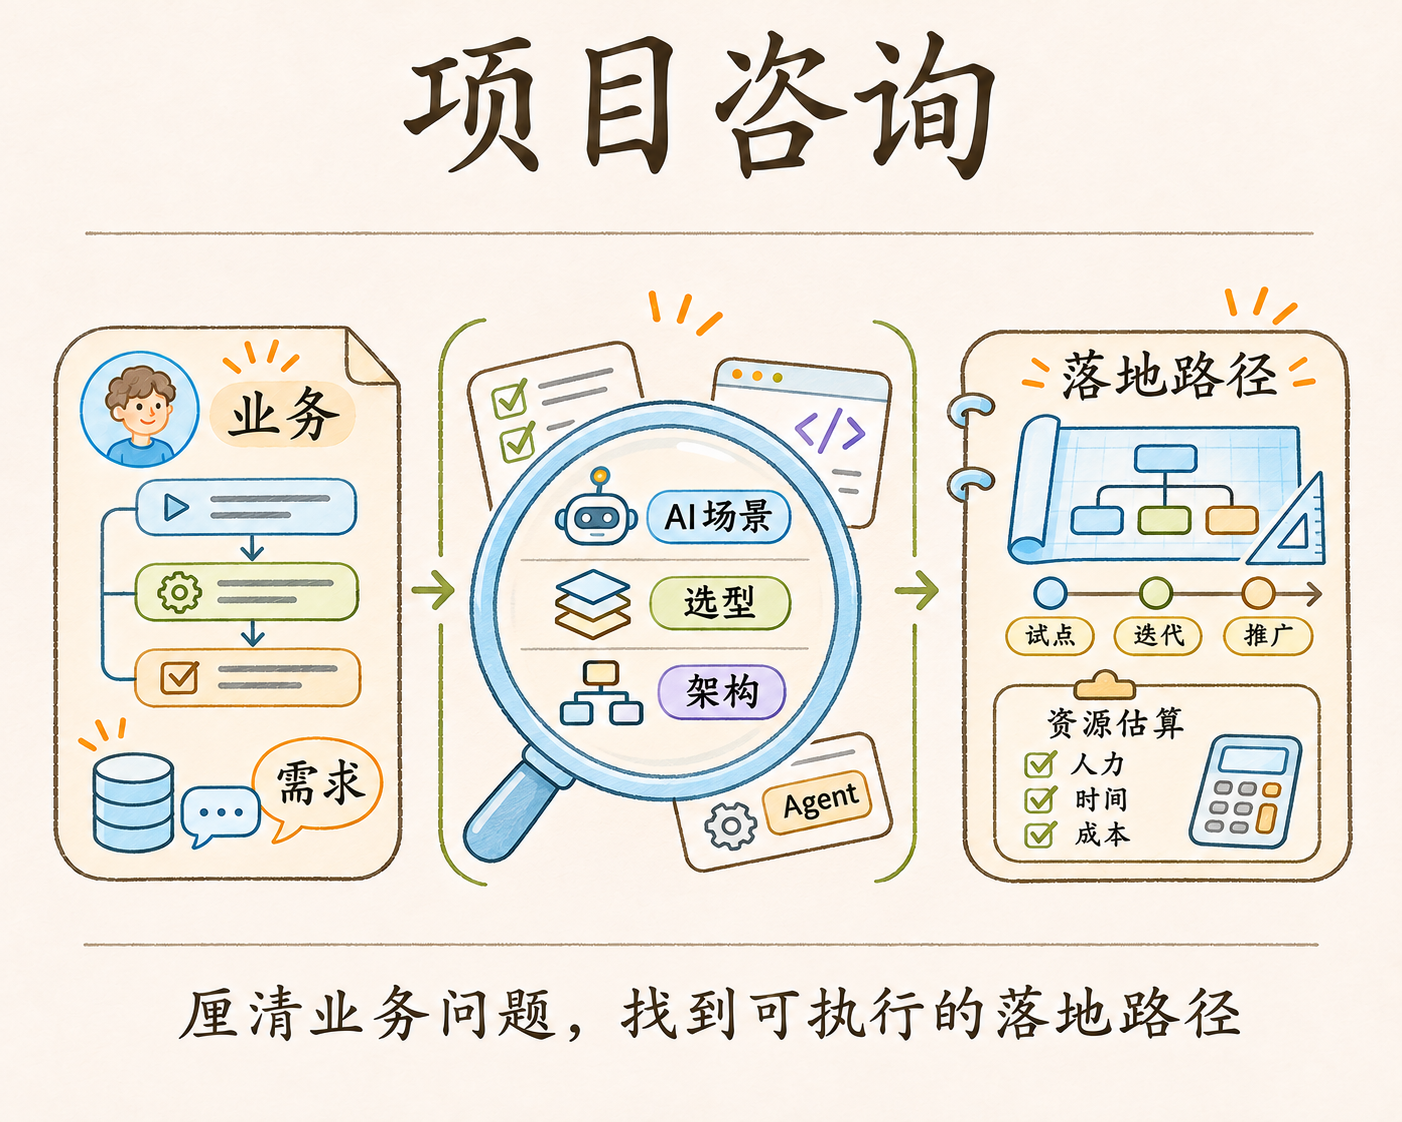 项目咨询
业务
需求
AI场景
选型
架构
Agent
落地路径
试点
迭代
推广
资源估算
人力
时间
成本
厘清业务问题，找到可执行的落地路径